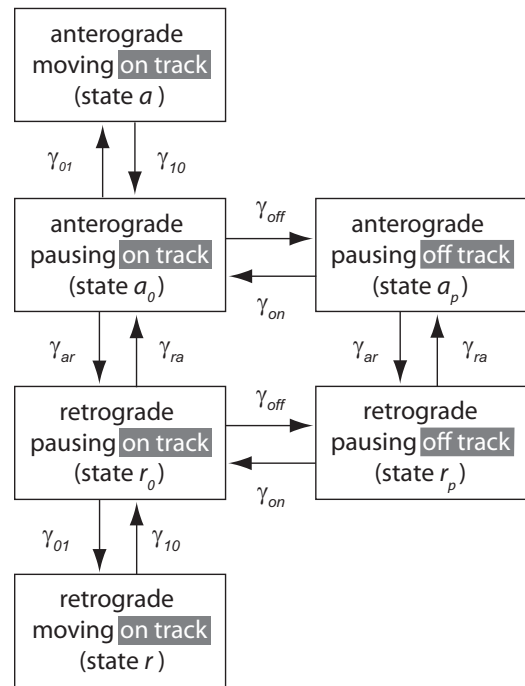 anterograde
moving on track
(state a )
γ01
γ10
anterograde
pausing on track
(state a0)
γoff
γon
anterograde
pausing off track
(state ap)
γar
γra
γar
γra
retrograde
pausing on track
(state r0)
γoff
γon
retrograde
pausing off track
(state rp)
γ01
γ10
retrograde
moving on track
(state r )